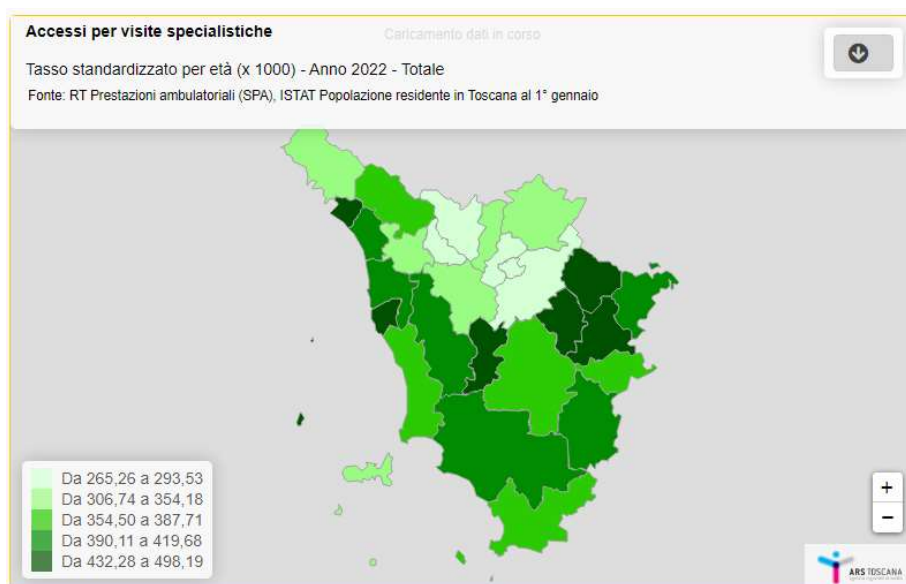 Accessi per visite specialistiche
Caricamento dati in corso
Tasso standardizzato per età (x 1000) - Anno 2022 - Totale
Fonte: RT Prestazioni ambulatoriali (SPA), ISTAT Popolazione residente in Toscana al 1° gennaio
Da 265,26 a 293,53
Da 306,74 a 354,18
Da 354,50 a 387,71
Da 390,11 a 419,68
Da 432,28 a 498,19
+
−
ARS TOSCANA